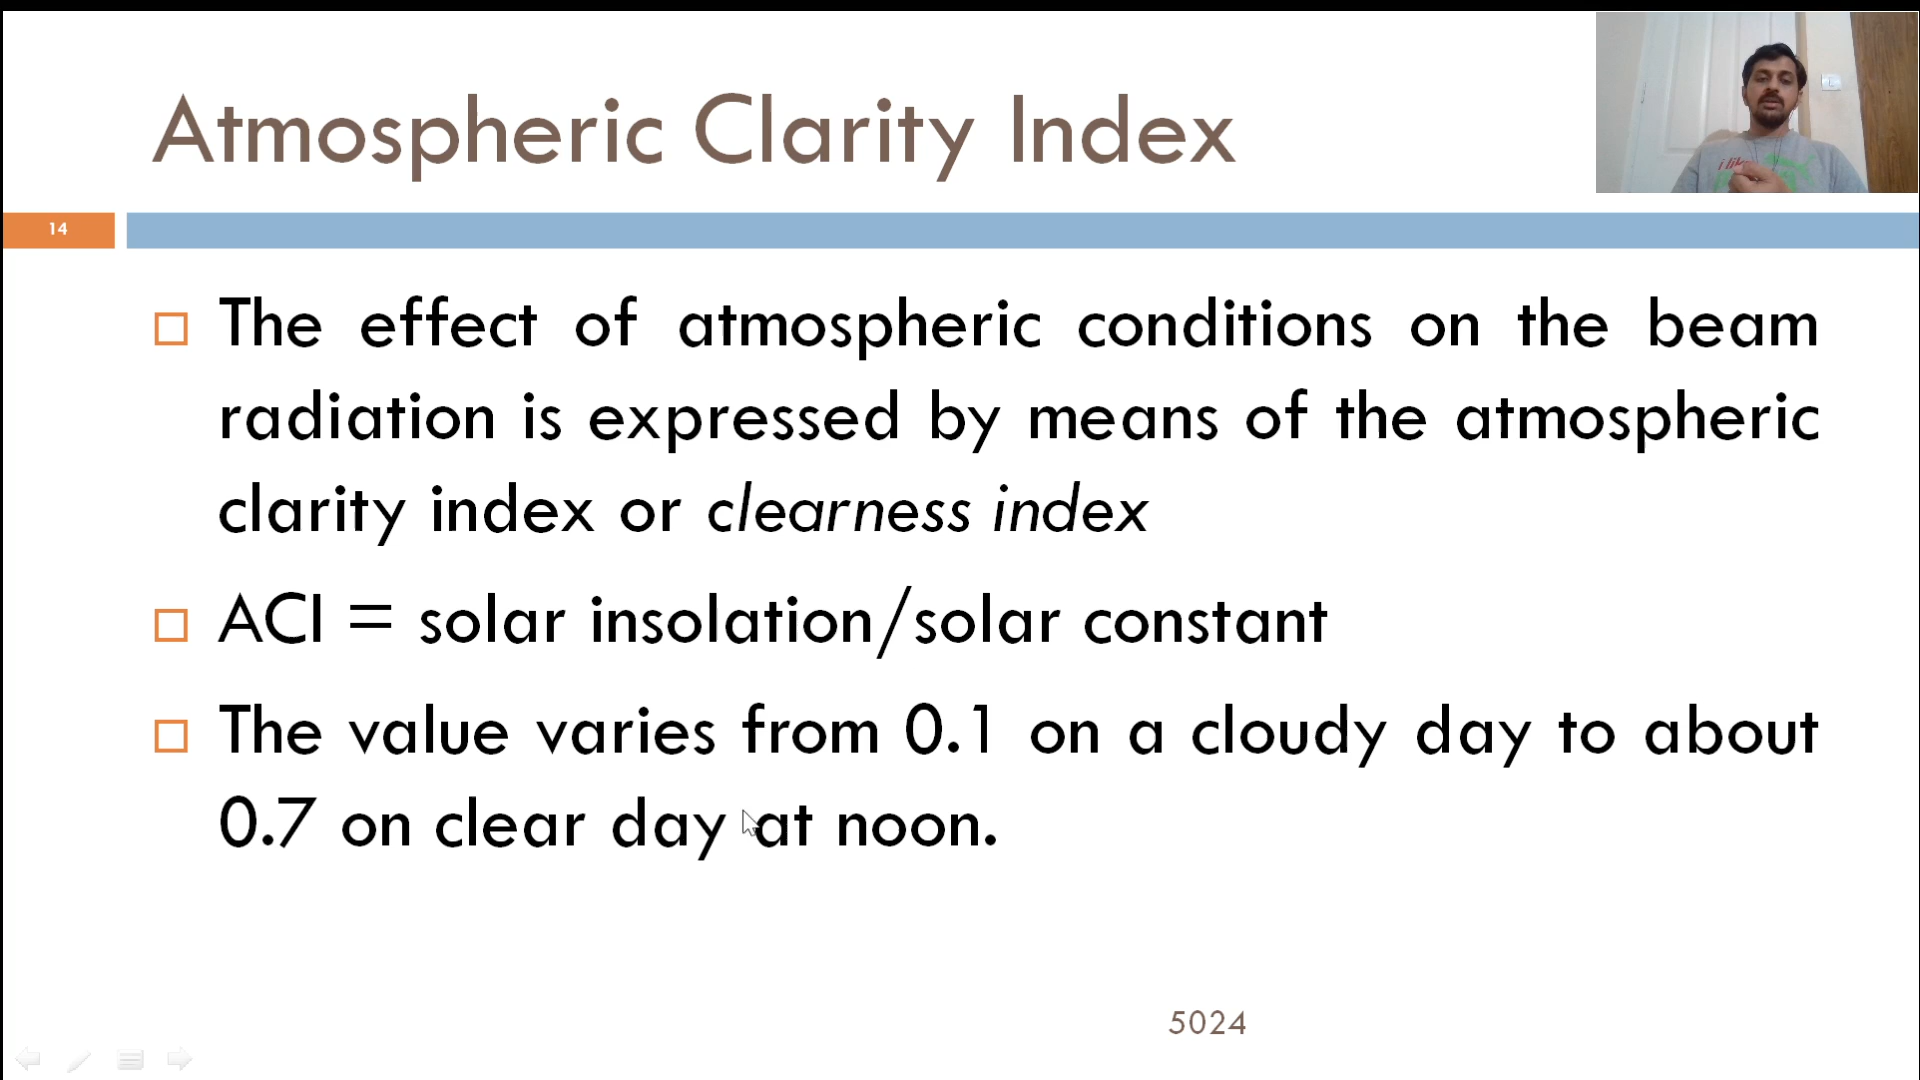 Atmospheric Clarity Index
14
The effect of atmospheric conditions on the beam
radiation is expressed by means of the atmospheric
clarity index or clearness index
ACI = solar insolation/solar constant
The value varies from 0.1 on a cloudy day to about
0.7 on clear day at noon.
5024